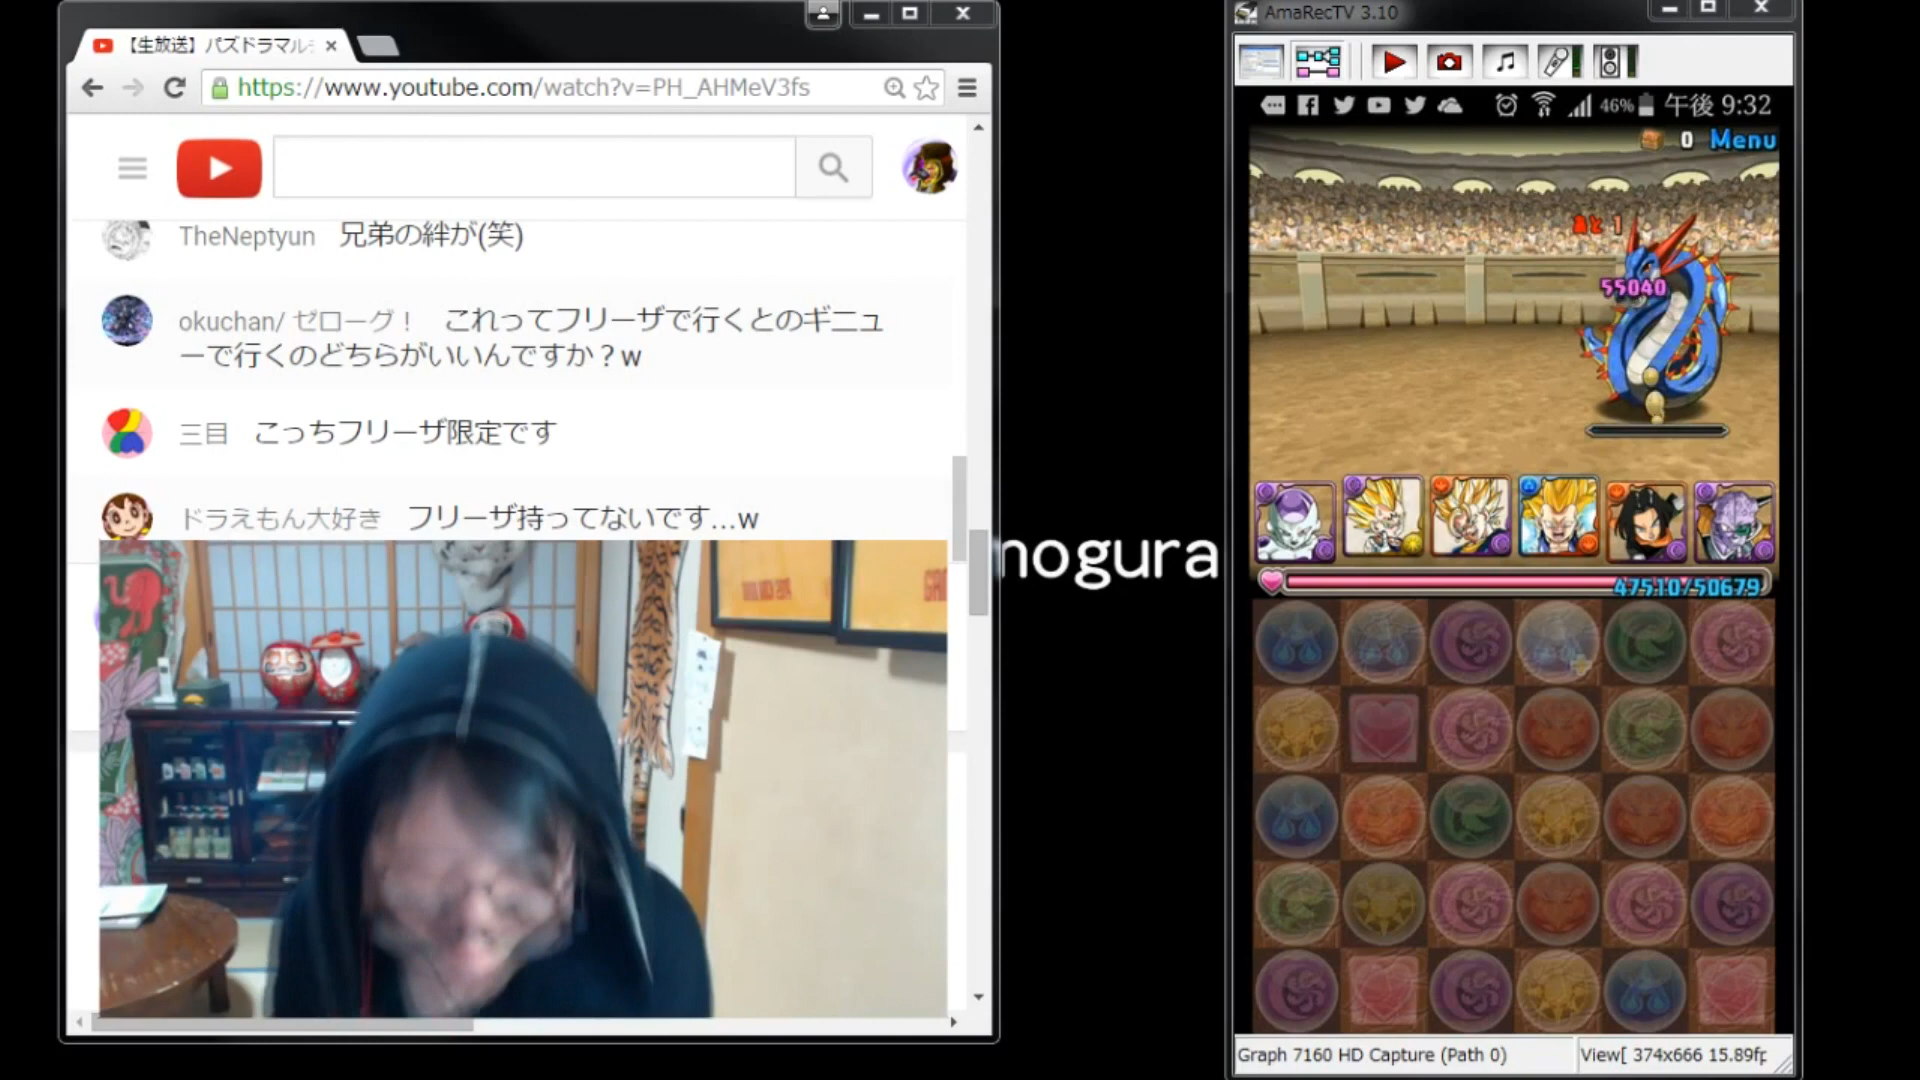 【生放送】パズドラマル
https://www.youtube.com/watch?v=PH_AHMeV3fs
TheNeptyun 兄弟の絆が(笑)
okuchan/ ゼローグ！ これってフリーザで行くとのギニュ
ーで行くのどちらがいいんですか？w
三目 こっちフリーザ限定です
ドラえもん大好き フリーザ持ってないです...w
nogura
AmaRecTV 3.10
46% 午後 9:32
0 Menu
あと 1
55040
47510/50679
Graph 7160 HD Capture (Path 0)
View[ 374x666 15.89fp